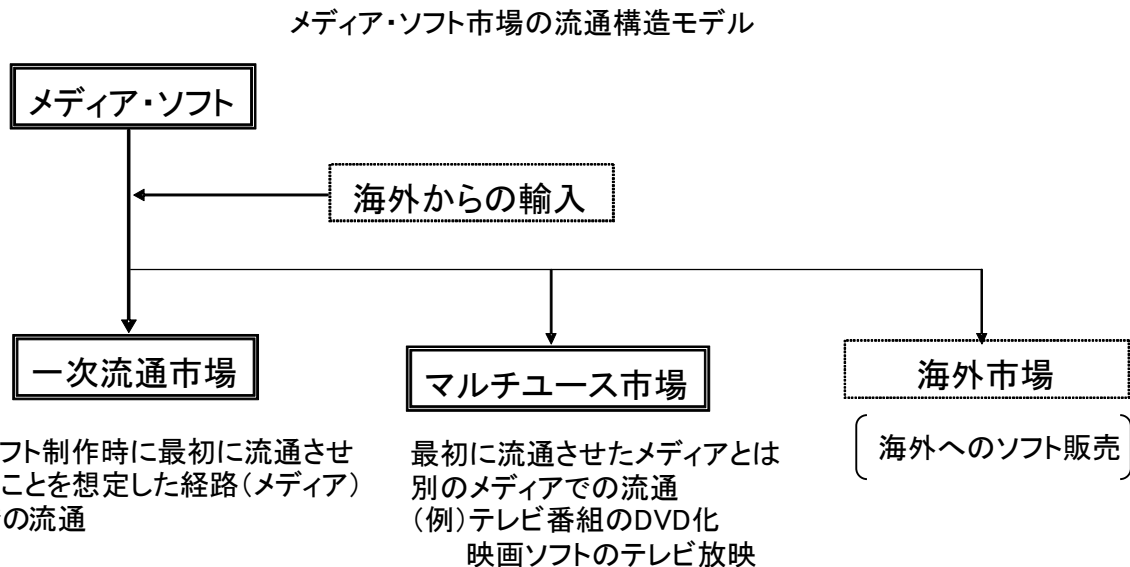 メディア・ソフト市場の流通構造モデル
メディア・ソフト
海外からの輸入
一次流通市場
マルチユース市場
海外市場
フト制作時に最初に流通させ
ことを想定した経路(メディア)
の流通
最初に流通させたメディアとは
別のメディアでの流通
(例)テレビ番組のDVD化
映画ソフトのテレビ放映
海外へのソフト販売